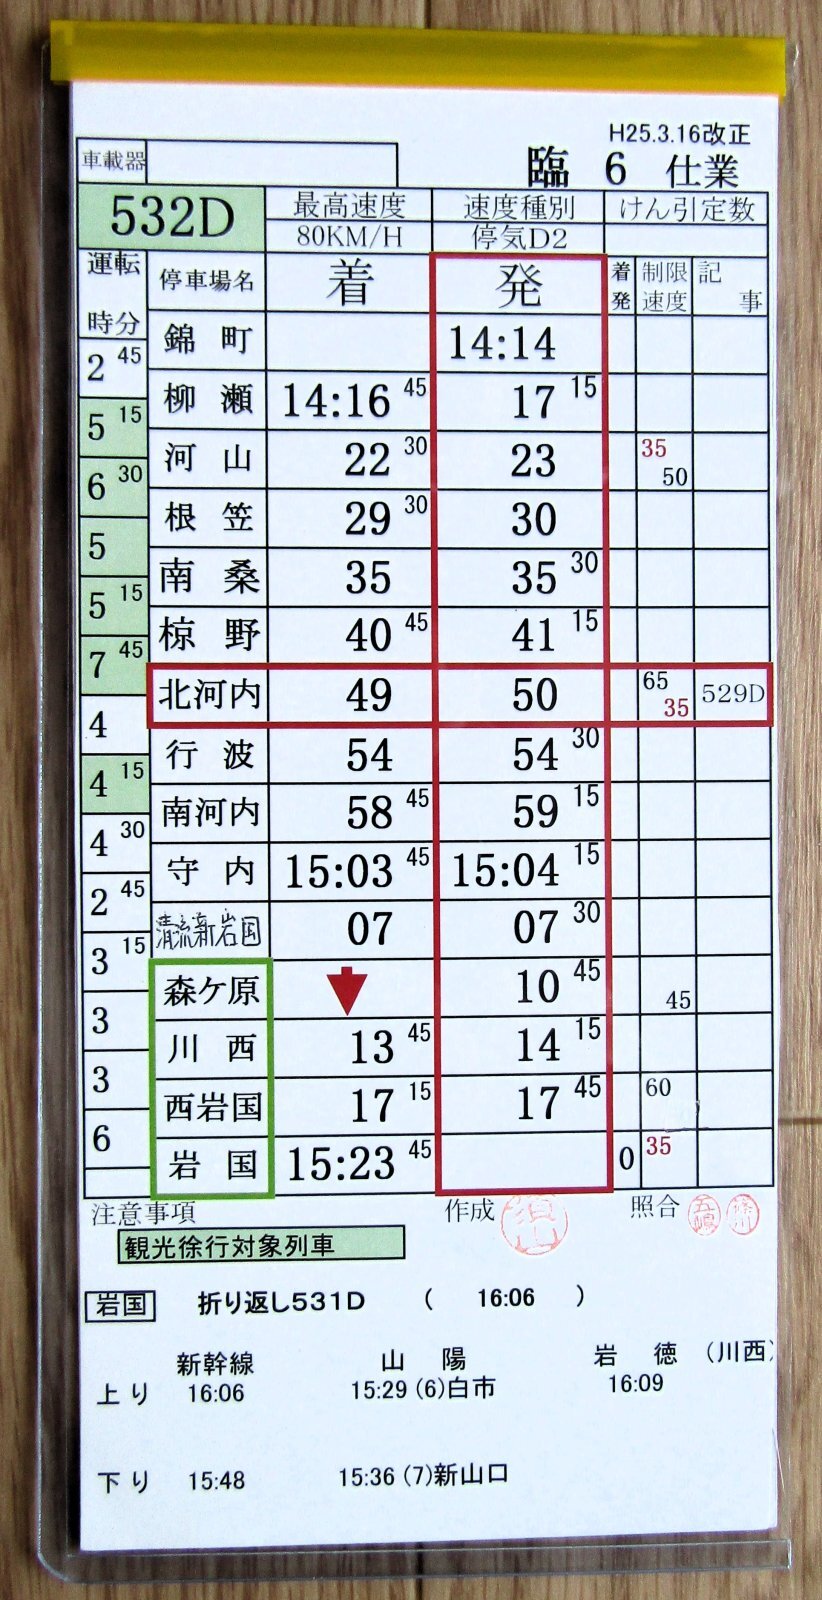 H25.3.16改正
車載器 臨 6 仕業
532D 最高速度 速度種別 けん引定数
80KM/H 停気D2
運転時分 停車場名 着 発 着発 制限速度 記事
錦町 14:14
2 45
柳瀬 14:16 45 17 15
5 15
河山 22 30 23 35 50
6 30
根笠 29 30 30
5
南桑 35 35 30
5 15
椋野 40 45 41 15
7 45
北河内 49 50 65 35 529D
4
行波 54 54 30
4 15
南河内 58 45 59 15
4 30
守内 15:03 45 15:04 15
2 45
清流新岩国 07 07 30
3 15
森ケ原 10 45 45
3
川西 13 45 14 15
3
西岩国 17 15 17 45 60
6
岩国 15:23 45 0 35
注意事項 作成 照合
観光徐行対象列車
岩国 折り返し531D ( 16:06 )
新幹線 山陽 岩徳 (川西)
上り 16:06 15:29 (6)白市 16:09
下り 15:48 15:36 (7)新山口